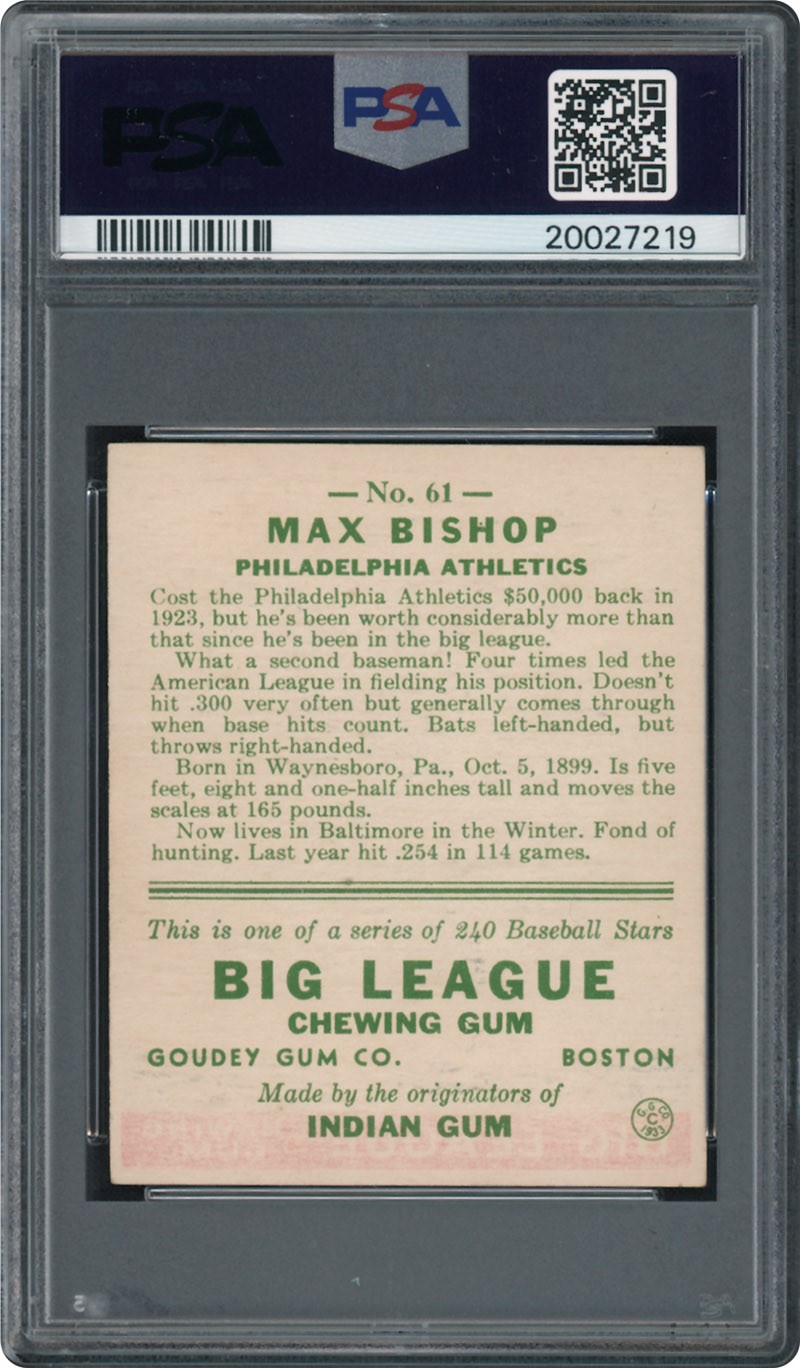 PSA
PSA
20027219
— No. 61 —
MAX BISHOP
PHILADELPHIA ATHLETICS
Cost the Philadelphia Athletics $50,000 back in
1923, but he's been worth considerably more than
that since he's been in the big league.
What a second baseman! Four times led the
American League in fielding his position. Doesn't
hit .300 very often but generally comes through
when base hits count. Bats left-handed, but
throws right-handed.
Born in Waynesboro, Pa., Oct. 5, 1899. Is five
feet, eight and one-half inches tall and moves the
scales at 165 pounds.
Now lives in Baltimore in the Winter. Fond of
hunting. Last year hit .254 in 114 games.
This is one of a series of 240 Baseball Stars
BIG LEAGUE
CHEWING GUM
GOUDEY GUM CO. BOSTON
Made by the originators of
INDIAN GUM
G.G.CO.
C
1933
BIG LEAGUE